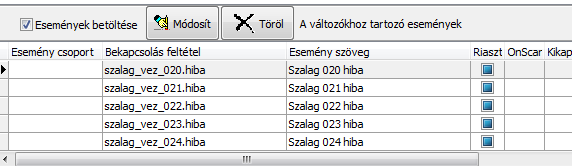 Események betöltése Módosít Töröl A változókhoz tartozó események
Esemény csoport Bekapcsolás feltétel Esemény szöveg Riaszt OnScar Kikap
szalag_vez_020.hiba Szalag 020 hiba
szalag_vez_021.hiba Szalag 021 hiba
szalag_vez_022.hiba Szalag 022 hiba
szalag_vez_023.hiba Szalag 023 hiba
szalag_vez_024.hiba Szalag 024 hiba